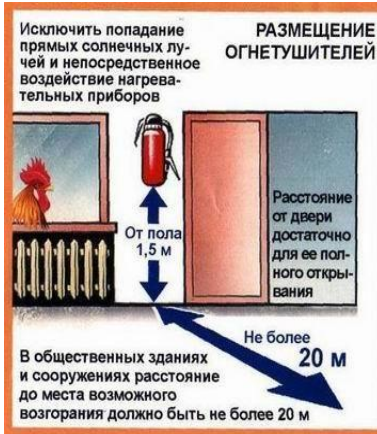 Исключить попадание
прямых солнечных лу-
чей и непосредственное
воздействие нагрева-
тельных приборов
РАЗМЕЩЕНИЕ
ОГНЕТУШИТЕЛЕЙ
От пола
1,5 м
Расстояние
от двери
достаточно
для ее пол-
ного откры-
вания
Не более
20 м
В общественных зданиях
и сооружениях расстояние
до места возможного
возгорания должно быть не более 20 м